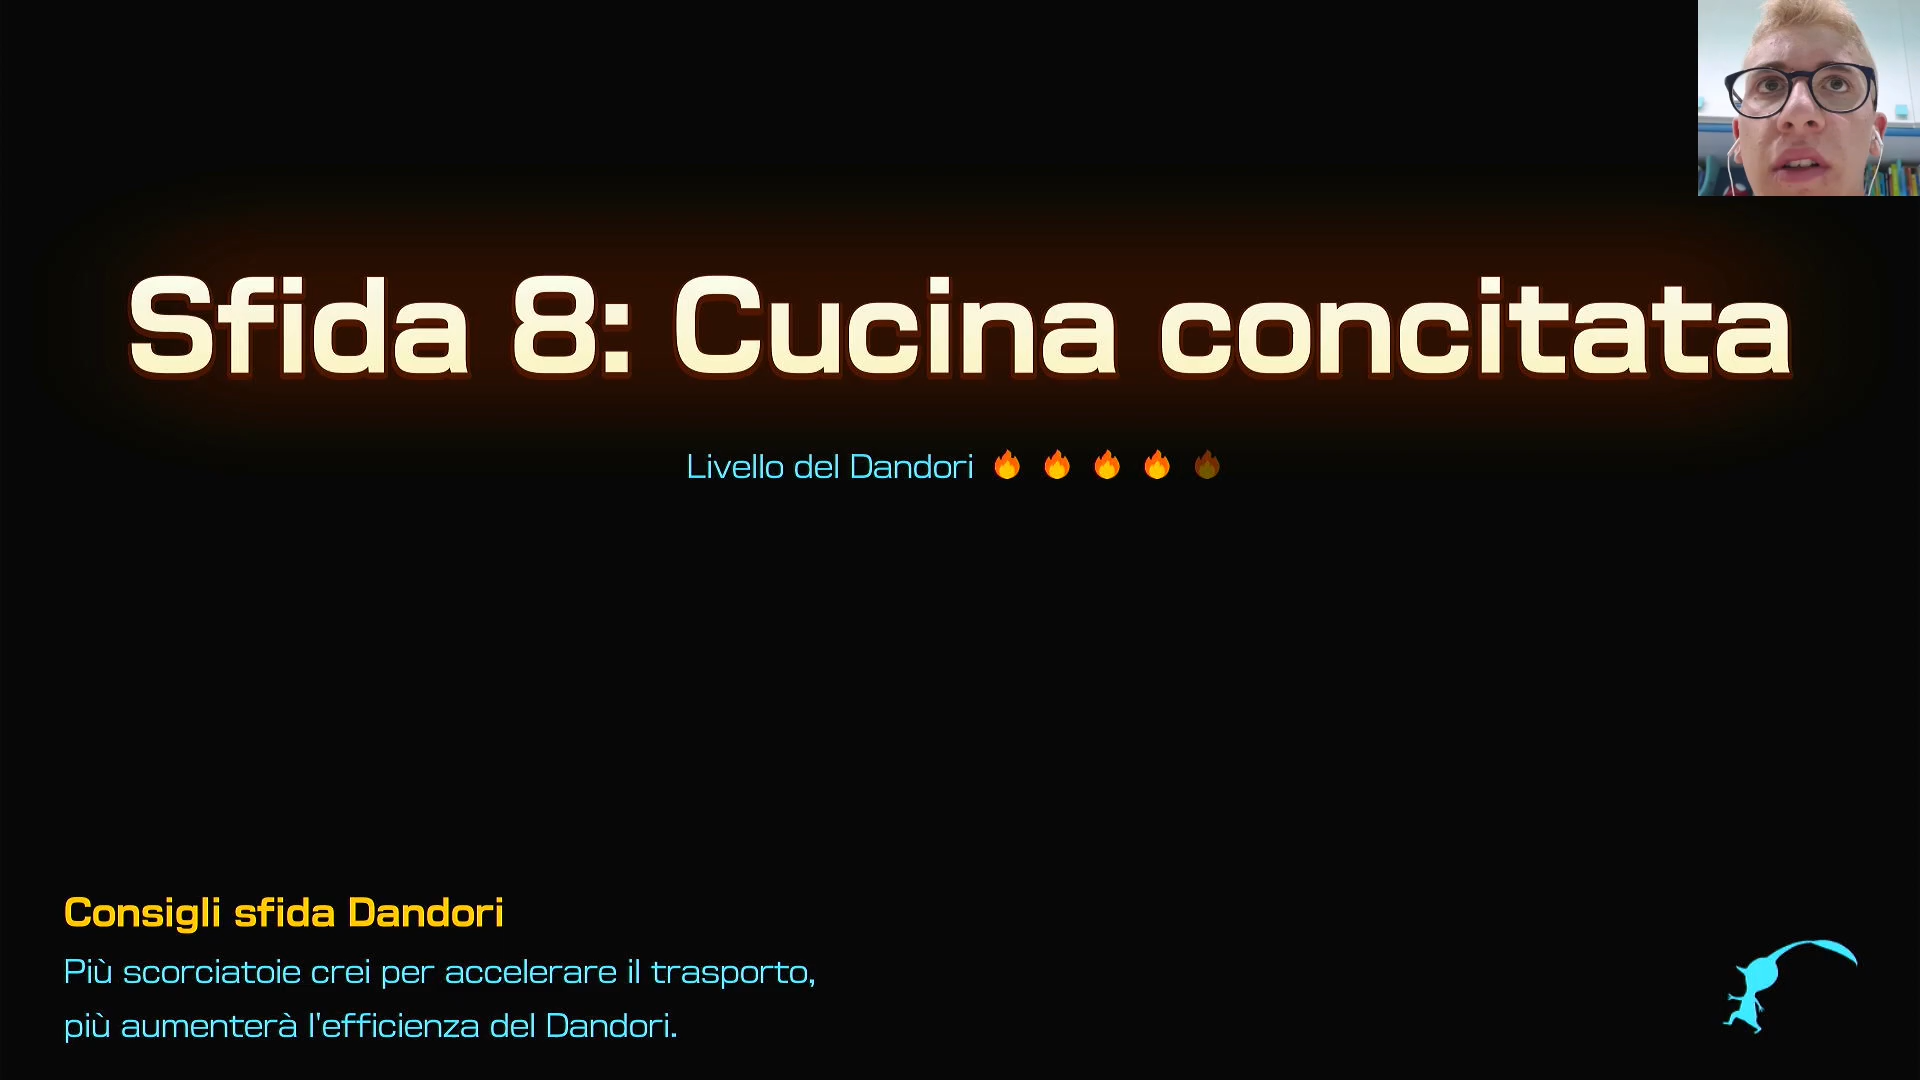 Sfida 8: Cucina concitata
Livello del Dandori
Consigli sfida Dandori
Più scorciatoie crei per accelerare il trasporto,
più aumenterà l'efficienza del Dandori.